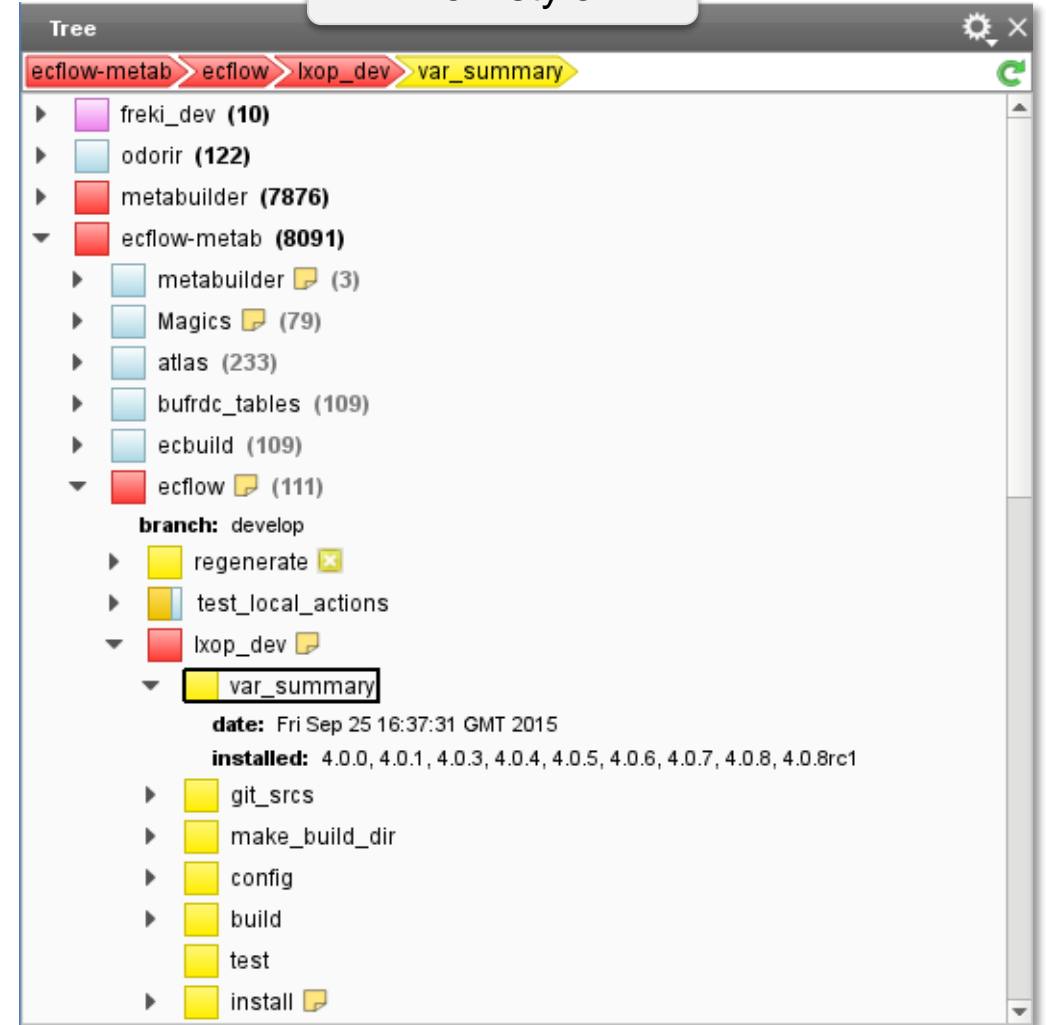 Tree
ecflow-metab ecflow lxop_dev var_summary
freki_dev (10)
odorir (122)
metabuilder (7876)
ecflow-metab (8091)
metabuilder (3)
Magics (79)
atlas (233)
bufrdc_tables (109)
ecbuild (109)
ecflow (111)
branch: develop
regenerate
test_local_actions
lxop_dev
var_summary
date: Fri Sep 25 16:37:31 GMT 2015
installed: 4.0.0, 4.0.1, 4.0.3, 4.0.4, 4.0.5, 4.0.6, 4.0.7, 4.0.8, 4.0.8rc1
git_srcs
make_build_dir
config
build
test
install